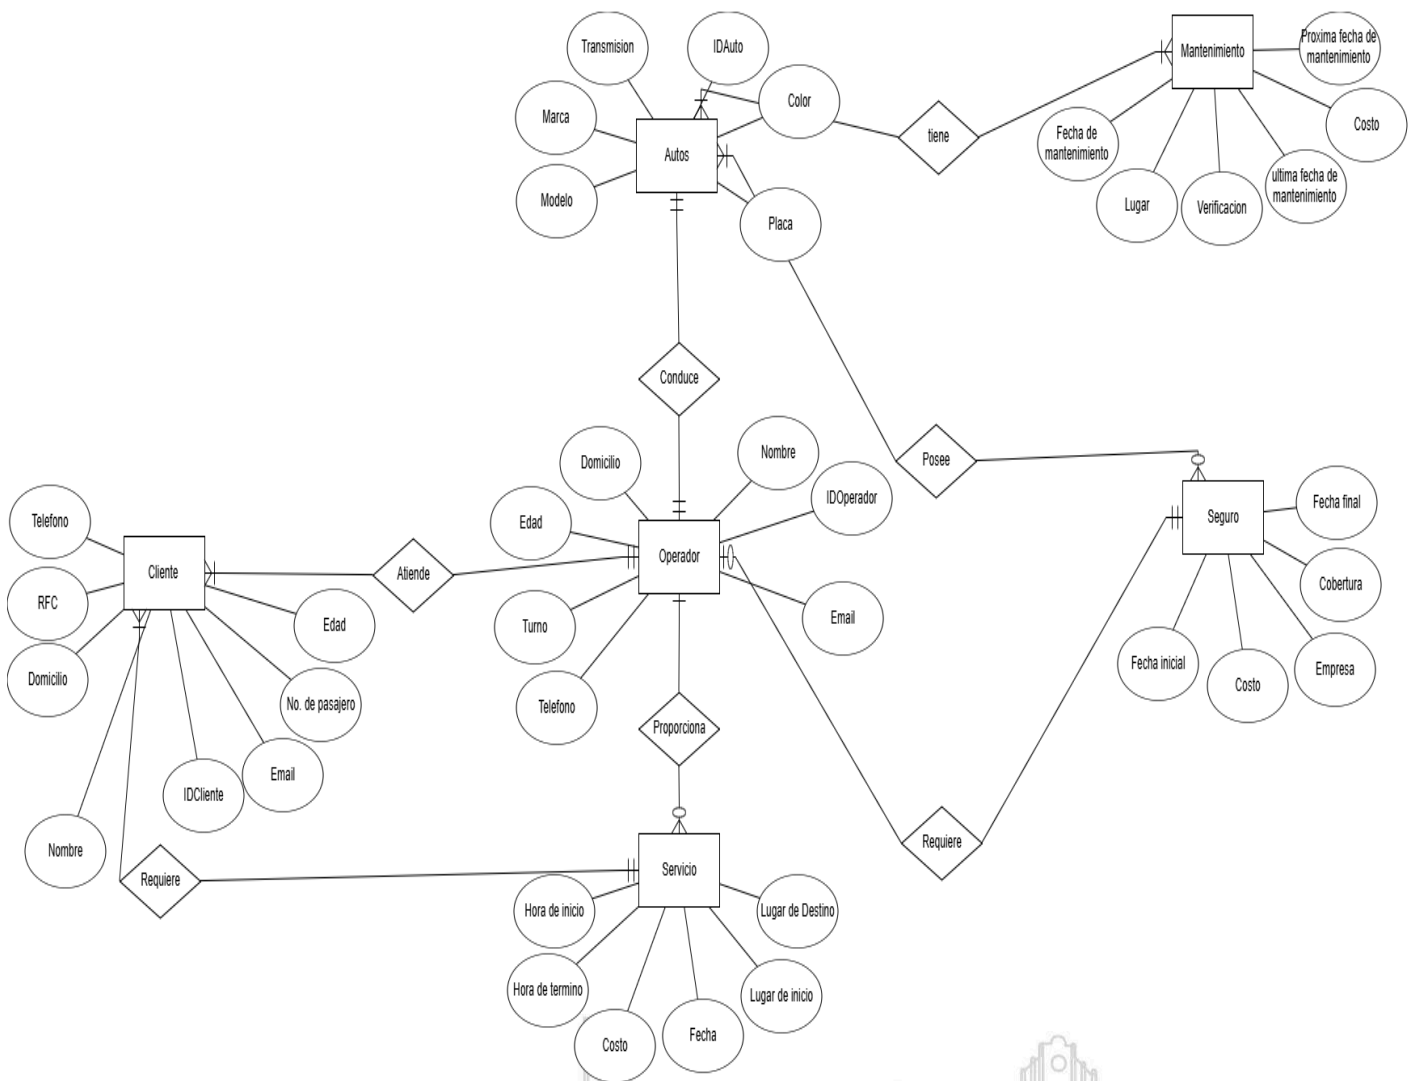 Transmision
IDAuto
Color
Marca
Autos
Modelo
Placa
tiene
Mantenimiento
Proxima fecha de
mantenimiento
Costo
Fecha de
mantenimiento
Lugar
Verificacion
ultima fecha de
mantenimiento
Conduce
Posee
Domicilio
Nombre
IDOperador
Edad
Operador
Email
Turno
Telefono
Seguro
Fecha final
Cobertura
Empresa
Costo
Fecha inicial
Telefono
Cliente
RFC
Domicilio
Edad
No. de pasajero
Email
IDCliente
Nombre
Atiende
Proporciona
Requiere
Requiere
Servicio
Hora de inicio
Lugar de Destino
Hora de termino
Lugar de inicio
Costo
Fecha